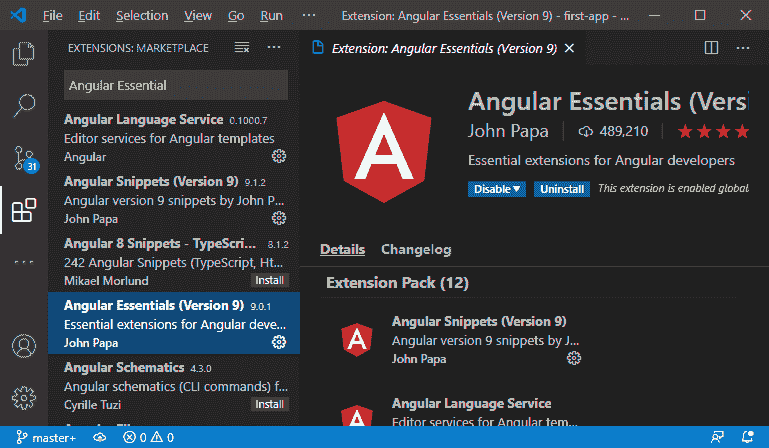 File Edit Selection View Go Run ··· Extension: Angular Essentials (Version 9) - first-app - ...
EXTENSIONS: MARKETPLACE
Angular Essential
Angular Language Service 0.1000.7
Editor services for Angular templates
Angular
Angular Snippets (Version 9) 9.1.2
Angular version 9 snippets by John P...
John Papa
Angular 8 Snippets - TypeScri... 8.1.2
242 Angular Snippets (TypeScript, Ht...
Mikael Morlund Install
Angular Essentials (Version 9) 9.0.1
Essential extensions for Angular deve...
John Papa
Angular Schematics 4.3.0
Angular schematics (CLI commands) f...
Cyrille Tuzi Install
31
Extension: Angular Essentials (Version 9)
Angular Essentials (Versi
John Papa 489,210
Essential extensions for Angular developers
Disable Uninstall This extension is enabled global
Details Changelog
Extension Pack (12)
Angular Snippets (Version 9)
Angular version 9 snippets by J...
John Papa
Angular Language Service
Editor services for Angular tem...
master+ 0 0